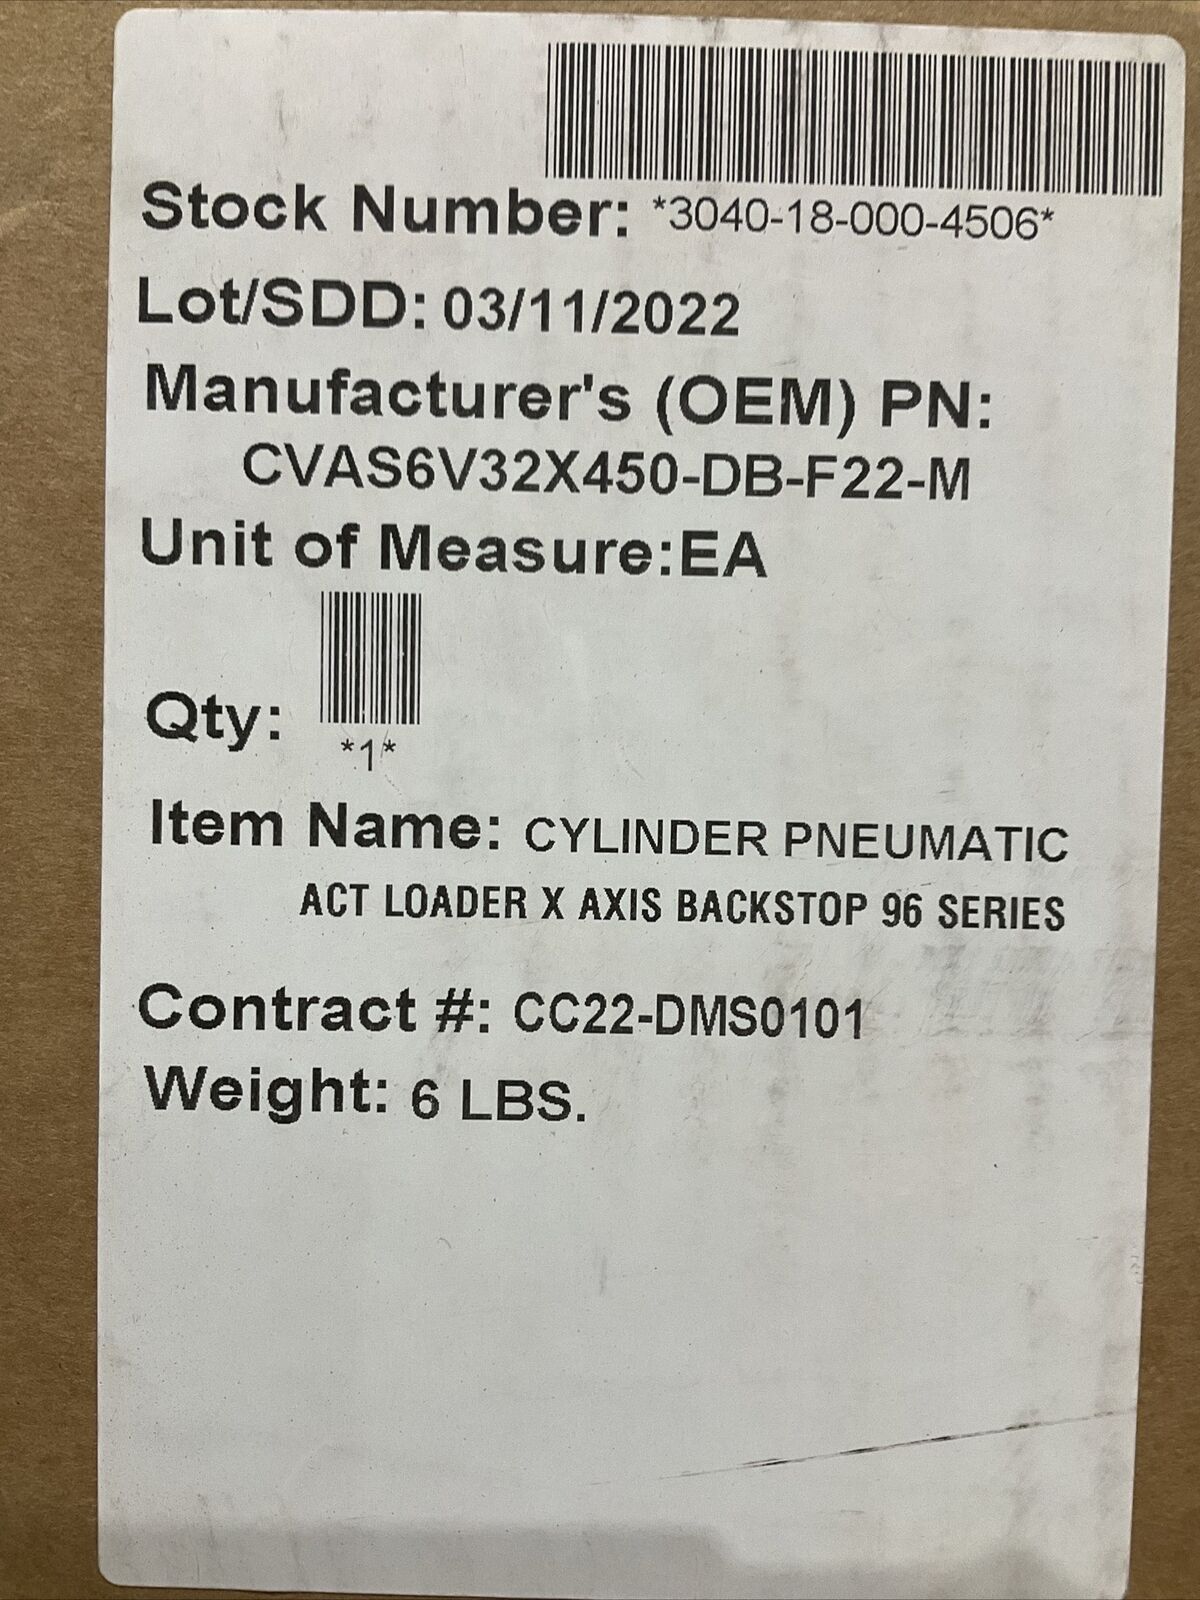 Stock Number: *3040-18-000-4506*
Lot/SDD: 03/11/2022
Manufacturer's (OEM) PN:
CVAS6V32X450-DB-F22-M
Unit of Measure:EA
Qty: *1*
Item Name: CYLINDER PNEUMATIC
ACT LOADER X AXIS BACKSTOP 96 SERIES
Contract #: CC22-DMS0101
Weight: 6 LBS.